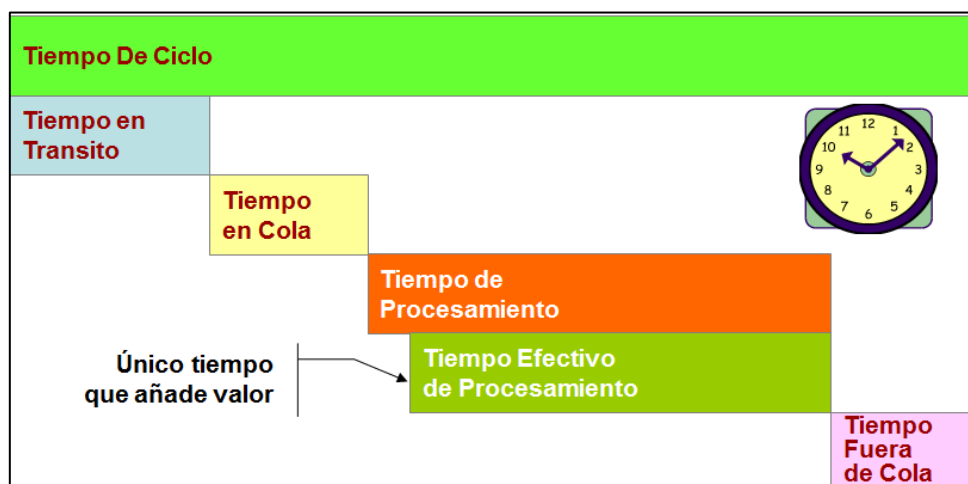 Tiempo De Ciclo
Tiempo en
Transito
12
11
1
10
2
9
3
8
4
7
5
6
Tiempo
en Cola
Tiempo de
Procesamiento
Único tiempo
que añade valor
Tiempo Efectivo
de Procesamiento
Tiempo
Fuera
de Cola